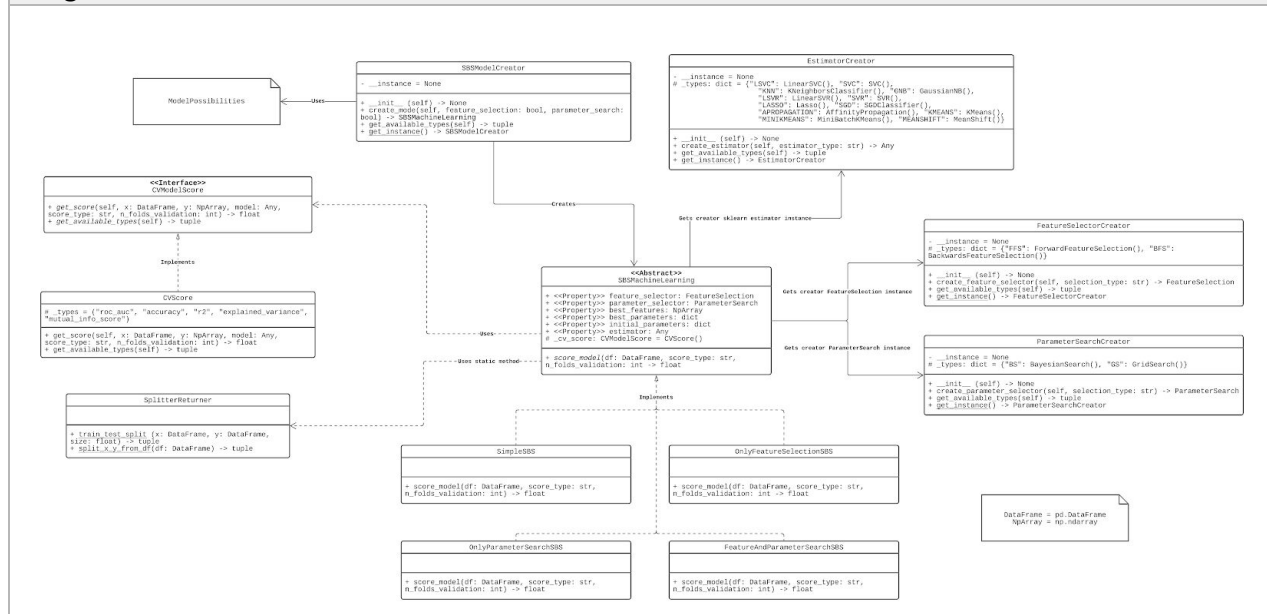 SBSModelCreator
- __instance = None
+ __init__ (self) -> None
+ create_mode(self, feature_selection: bool, parameter_search:
bool) -> SBSMachineLearning
+ get_available_types(self) -> tuple
+ get_instance() -> SBSModelCreator
ModelPossibilities
Uses
EstimatorCreator
- __instance = None
# _types: dict = {"LSVC": LinearSVC(), "SVC": SVC(),
"KNN": KNeighborsClassifier(), "GNB": GaussianNB(),
"LSVR": LinearSVR(), "SVR": SVR(),
"LASSO": Lasso(), "SGD": SGDClassifier(),
"APROPAGATION": AffinityPropagation(), "KMEANS": KMeans(),
"MINIKMEANS": MiniBatchKMeans(), "MEANSHIFT": MeanShift()}
+ __init__ (self) -> None
+ create_estimator(self, estimator_type: str) -> Any
+ get_available_types(self) -> tuple
+ get_instance() -> EstimatorCreator
<<Interface>>
CVModelScore
+ get_score(self, x: DataFrame, y: NpArray, model: Any,
score_type: str, n_folds_validation: int) -> float
+ get_available_types(self) -> tuple
Creates
Gets creator sklearn estimator instance
FeatureSelectorCreator
- __instance = None
# _types: dict = {"FFS": ForwardFeatureSelection(), "BFS":
BackwardsFeatureSelection()}
+ __init__ (self) -> None
+ create_feature_selector(self, selection_type: str) -> FeatureSelection
+ get_available_types(self) -> tuple
+ get_instance() -> FeatureSelectorCreator
Implements
<<Abstract>>
SBSMachineLearning
+ <<Property>> feature_selector: FeatureSelection
+ <<Property>> parameter_selector: ParameterSearch
+ <<Property>> best_features: NpArray
+ <<Property>> best_parameters: dict
+ <<Property>> initial_parameters: dict
+ <<Property>> estimator: Any
# _cv_score: CVModelScore = CVScore()
+ score_model(df: DataFrame, score_type: str,
n_folds_validation: int -> float
Gets creator FeatureSelection instance
CVScore
# _types = ("roc_auc", "accuracy", "r2", "explained_variance",
"mutual_info_score")
+ get_score(self, x: DataFrame, y: NpArray, model: Any,
score_type: str, n_folds_validation: int) -> float
+ get_available_types(self) -> tuple
Uses
Uses static method
Gets creator ParameterSearch instance
ParameterSearchCreator
- __instance = None
# _types: dict = {"BS": BayesianSearch(), "GS": GridSearch()}
+ __init__ (self) -> None
+ create_parameter_selector(self, selection_type: str) -> ParameterSearch
+ get_available_types(self) -> tuple
+ get_instance() -> ParameterSearchCreator
SplitterReturner
+ train_test_split (x: DataFrame, y: DataFrame,
size: float) -> tuple
+ split_x_y_from_df(df: DataFrame) -> tuple
Implements
SimpleSBS
+ score_model(df: DataFrame, score_type: str,
n_folds_validation: int) -> float
OnlyFeatureSelectionSBS
+ score_model(df: DataFrame, score_type: str,
n_folds_validation: int) -> float
DataFrame = pd.DataFrame
NpArray = np.ndarray
OnlyParameterSearchSBS
+ score_model(df: DataFrame, score_type: str,
n_folds_validation: int) -> float
FeatureAndParameterSearchSBS
+ score_model(df: DataFrame, score_type: str,
n_folds_validation: int) -> float